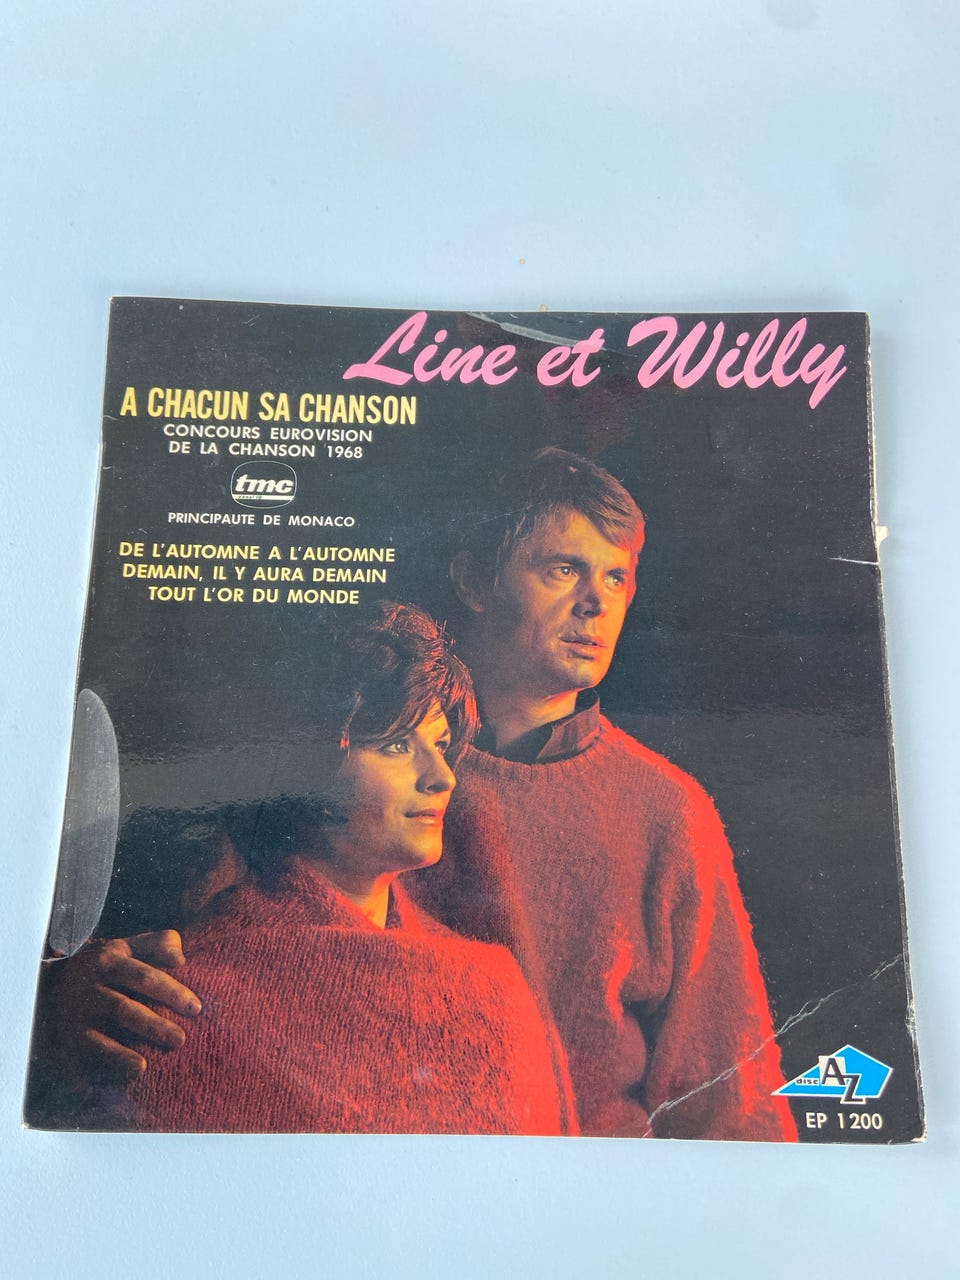 Line et Willy
A CHACUN SA CHANSON
CONCOURS EUROVISION
DE LA CHANSON 1968
tmc
PRINCIPAUTE DE MONACO
DE L'AUTOMNE A L'AUTOMNE
DEMAIN, IL Y AURA DEMAIN
TOUT L'OR DU MONDE
disc AZ
EP 1200